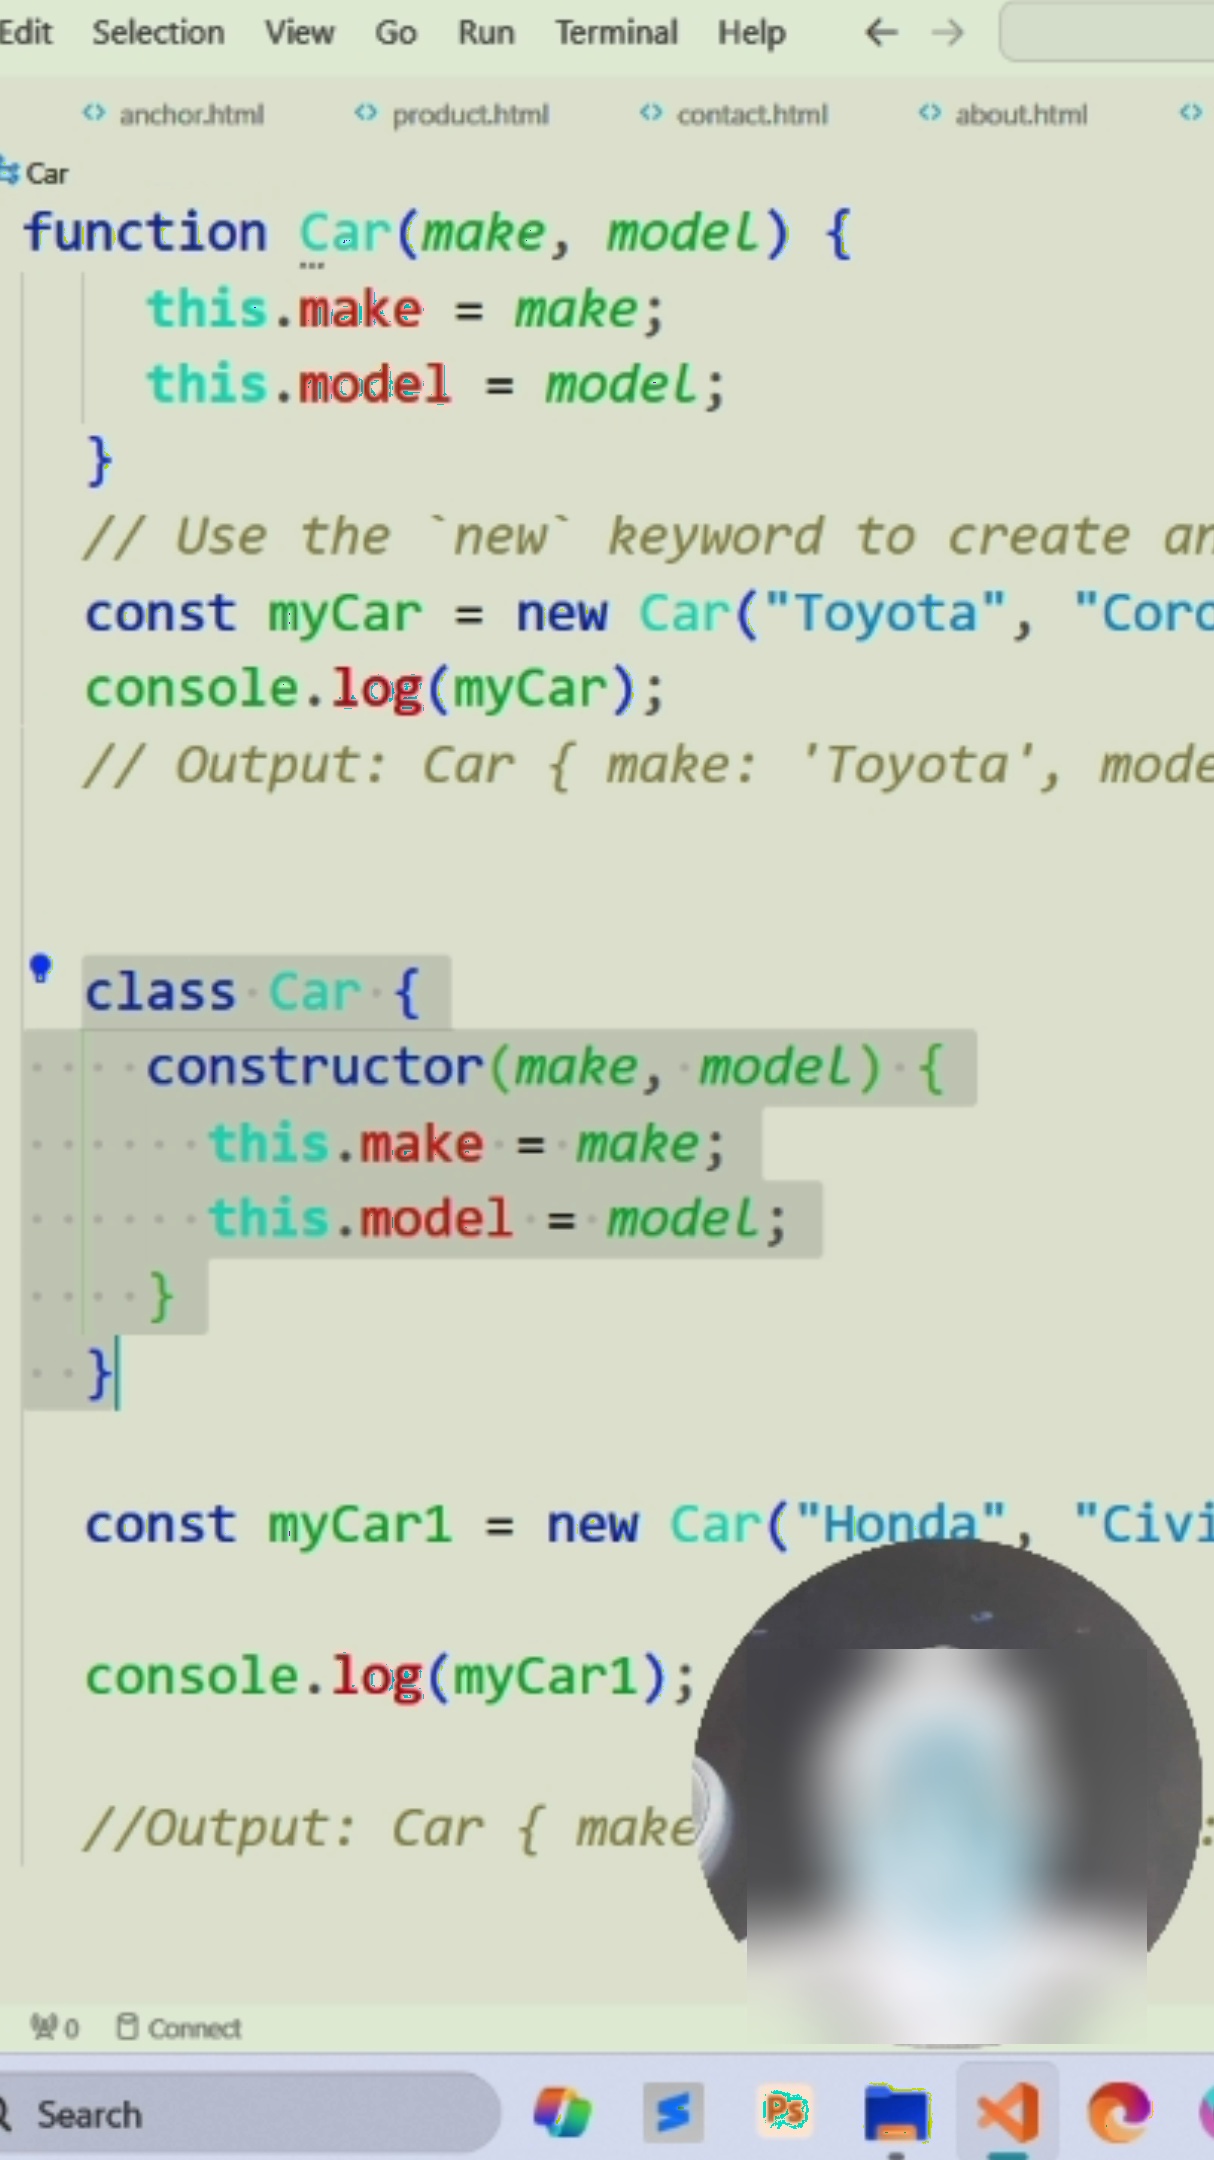 Edit Selection View Go Run Terminal Help
anchor.html product.html contact.html about.html
Car
function Car(make, model) {
this.make = make;
this.model = model;
}
// Use the `new` keyword to create an
const myCar = new Car("Toyota", "Coro
console.log(myCar);
// Output: Car { make: 'Toyota', mode
class Car {
constructor(make, model) {
this.make = make;
this.model = model;
}
}
const myCar1 = new Car("Honda", "Civi
console.log(myCar1);
//Output: Car { make :
0 Connect
Search
Ps